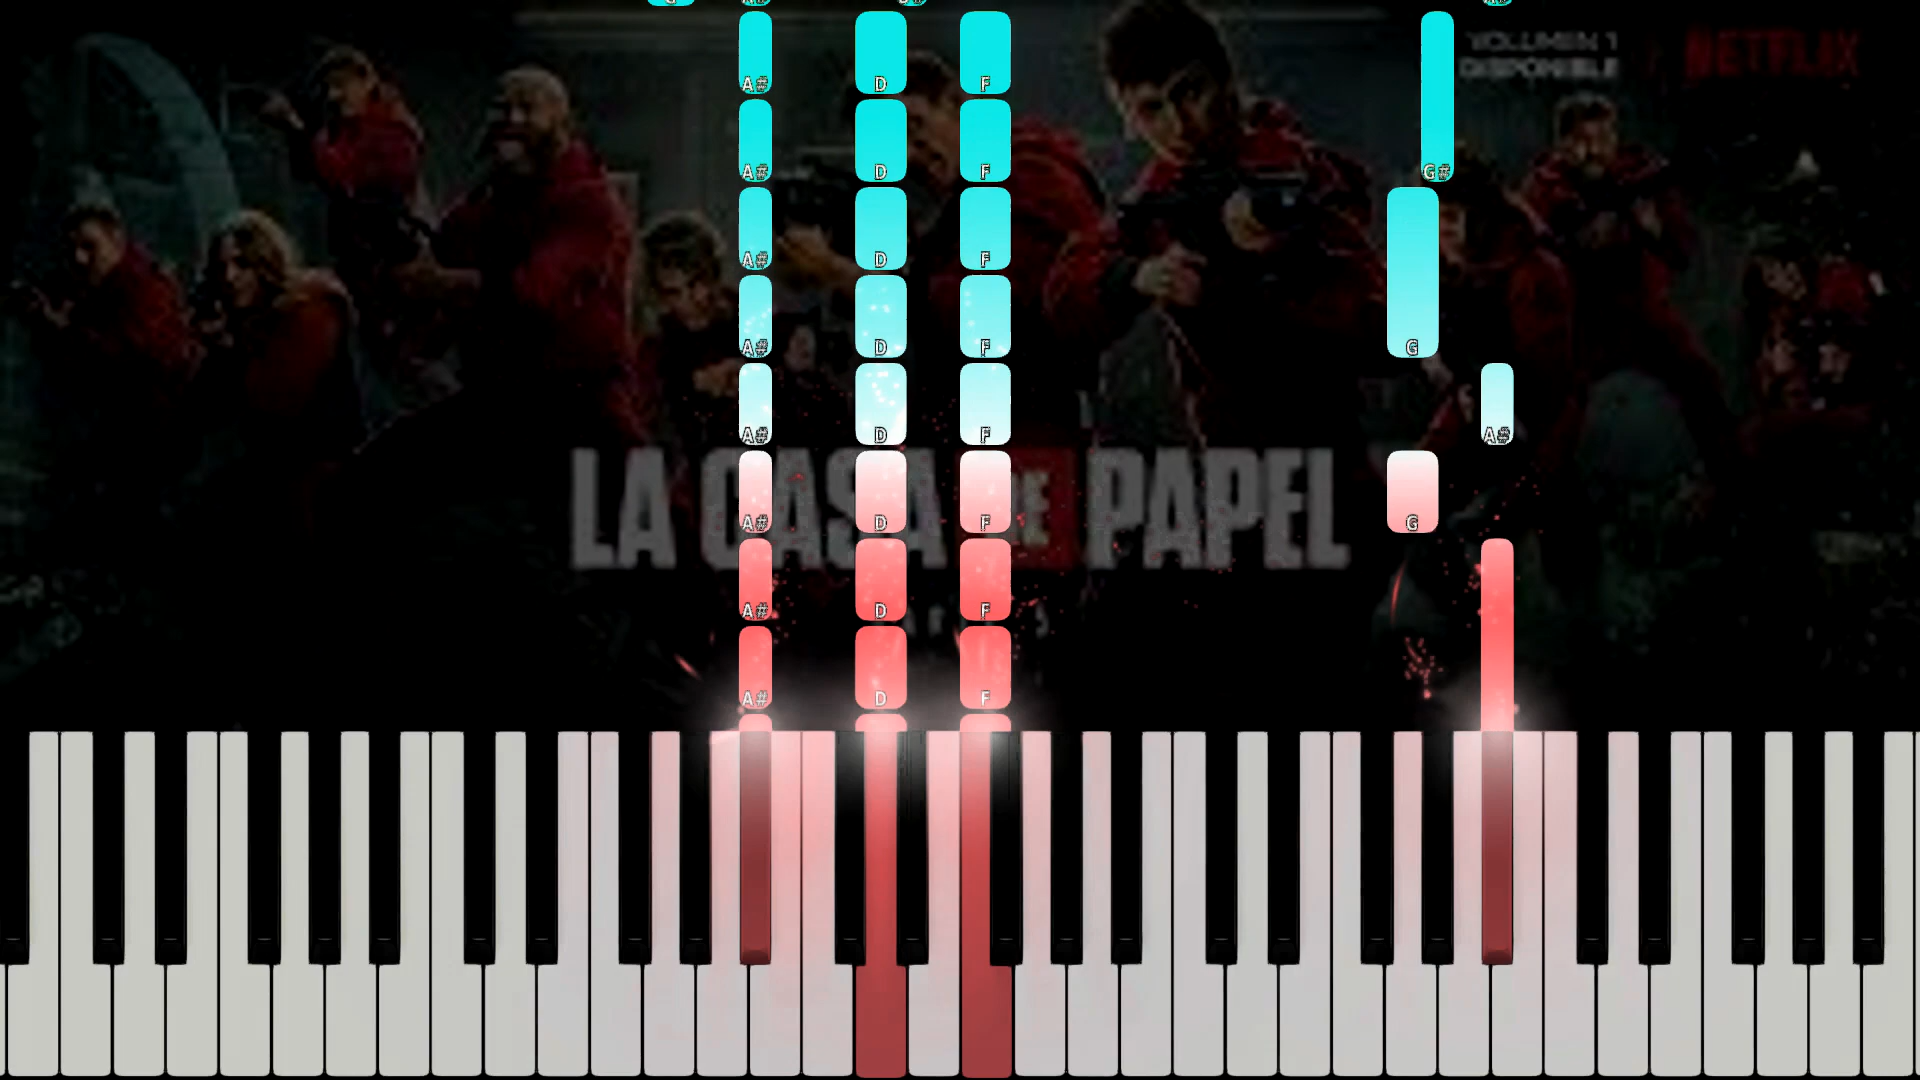 A# D F
G#
A# D F
A# D F
G
A# D F
A# D F
A#
A# D F
G
A# D F
A# D F
VOLUMEN 1
DISPONIBLE
NETFLIX
LA CASA DE PAPEL